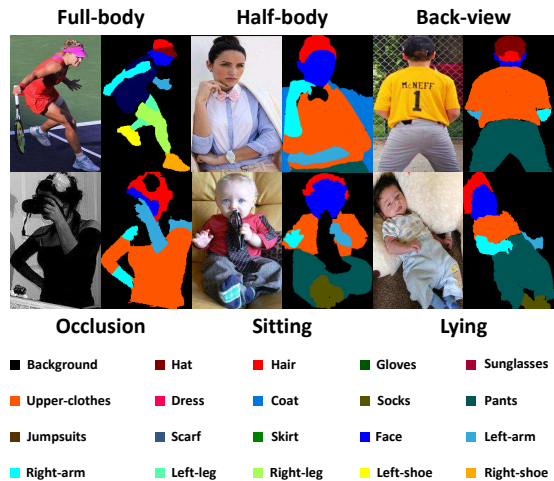 Full-body Half-body Back-view
McNEFF
1
Occlusion Sitting Lying
Background Hat Hair Gloves Sunglasses
Upper-clothes Dress Coat Socks Pants
Jumpsuits Scarf Skirt Face Left-arm
Right-arm Left-leg Right-leg Left-shoe Right-shoe